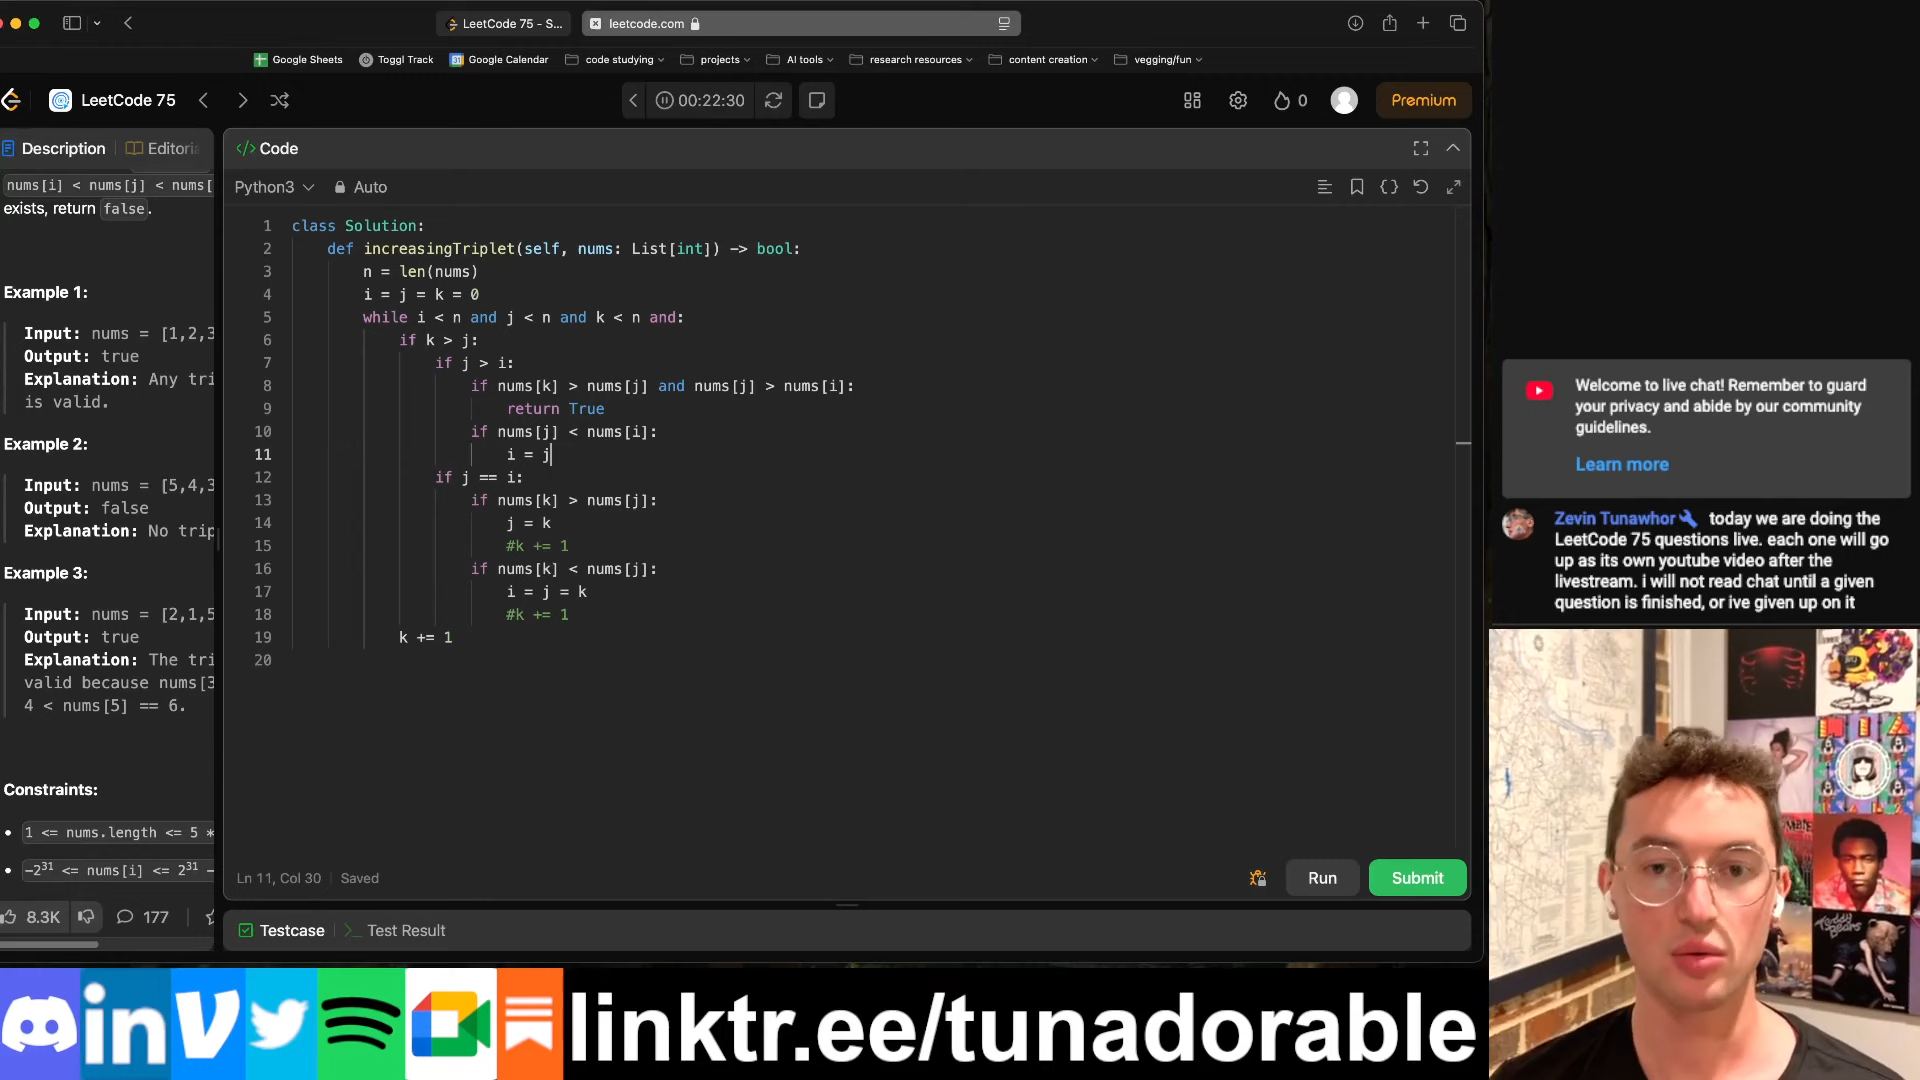 LeetCode 75 - S...
leetcode.com
Google Sheets
Toggl Track
Google Calendar
code studying
projects
AI tools
research resources
content creation
vegging/fun
LeetCode 75
00:22:30
0
Premium
Description
Editoria
nums[i] < nums[j] < nums[
exists, return false.
Example 1:
Input: nums = [1,2,3
Output: true
Explanation: Any tri
is valid.
Example 2:
Input: nums = [5,4,3
Output: false
Explanation: No trip
Example 3:
Input: nums = [2,1,5
Output: true
Explanation: The tri
valid because nums[3
4 < nums[5] == 6.
Constraints:
1 <= nums.length <= 5 *
-2^31 <= nums[i] <= 2^31 -
8.3K
177
</> Code
Python3
Auto
1 class Solution:
2 def increasingTriplet(self, nums: List[int]) -> bool:
3 n = len(nums)
4 i = j = k = 0
5 while i < n and j < n and k < n and:
6 if k > j:
7 if j > i:
8 if nums[k] > nums[j] and nums[j] > nums[i]:
9 return True
10 if nums[j] < nums[i]:
11 i = j
12 if j == i:
13 if nums[k] > nums[j]:
14 j = k
15 #k += 1
16 if nums[k] < nums[j]:
17 i = j = k
18 #k += 1
19 k += 1
20
Ln 11, Col 30
Saved
Run
Submit
Testcase
Test Result
Welcome to live chat! Remember to guard
your privacy and abide by our community
guidelines.
Learn more
Zevin Tunawhor today we are doing the
LeetCode 75 questions live. each one will go
up as its own youtube video after the
livestream. i will not read chat until a given
question is finished, or ive given up on it
linktr.ee/tunadorable